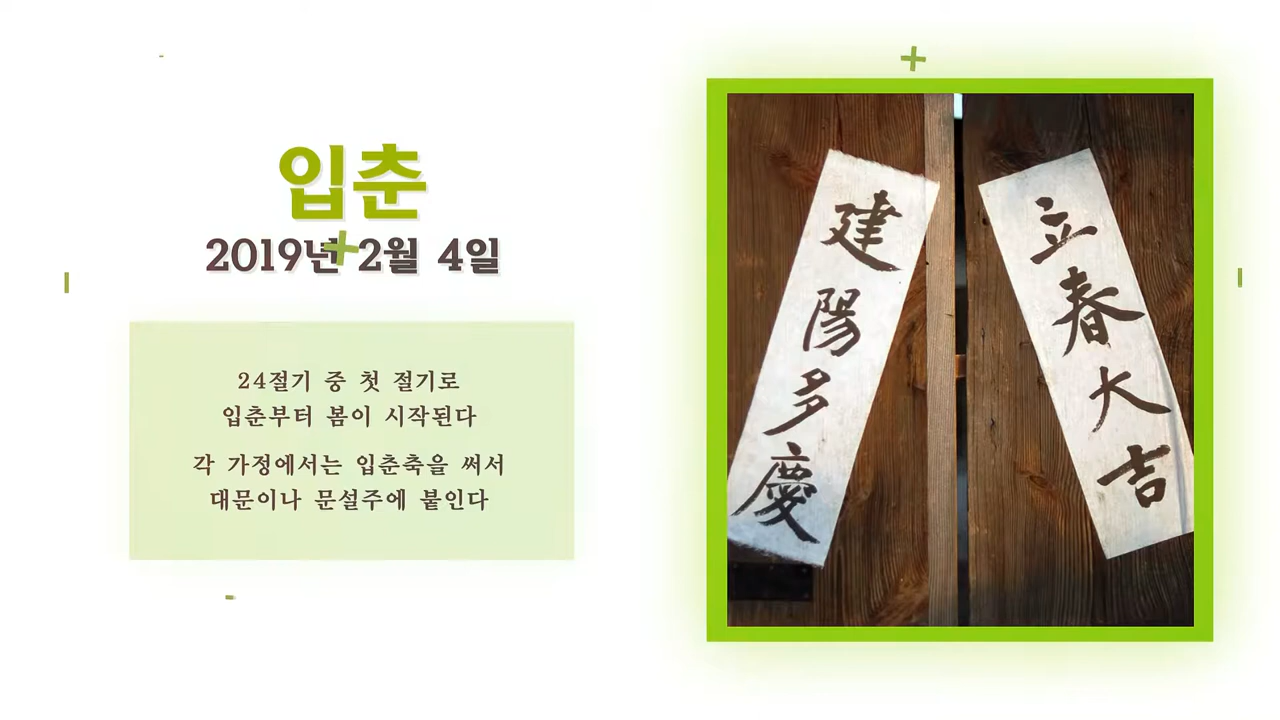 입춘
2019년 2월 4일
24절기 중 첫 절기로
입춘부터 봄이 시작된다
각 가정에서는 입춘축을 써서
대문이나 문설주에 붙인다
立春大吉
建陽多慶